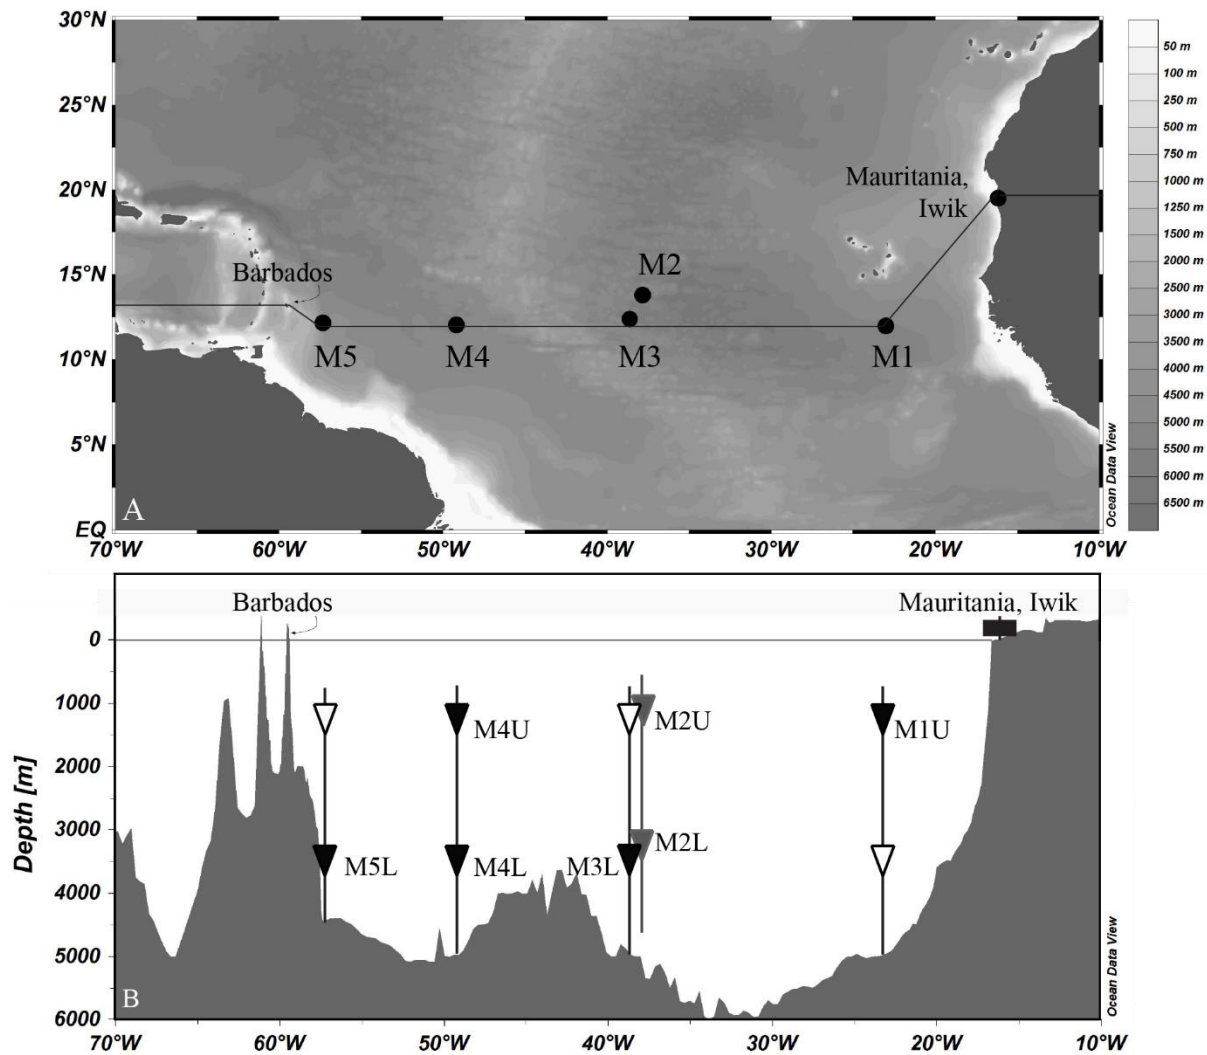 30°N
25°N
20°N
15°N
10°N
5°N
EQ
70°W 60°W 50°W 40°W 30°W 20°W 10°W
Mauritania,
Iwik
Barbados
M2
M5 M4 M3 M1
A
Ocean Data View
50 m
100 m
250 m
500 m
750 m
1000 m
1250 m
1500 m
2000 m
2500 m
3000 m
3500 m
4000 m
4500 m
5000 m
5500 m
6000 m
6500 m
Barbados
Mauritania, Iwik
Depth [m]
0
1000
2000
3000
4000
5000
6000
M4U M2U M1U
M5L M4L M3L M2L
B
Ocean Data View
70°W 60°W 50°W 40°W 30°W 20°W 10°W